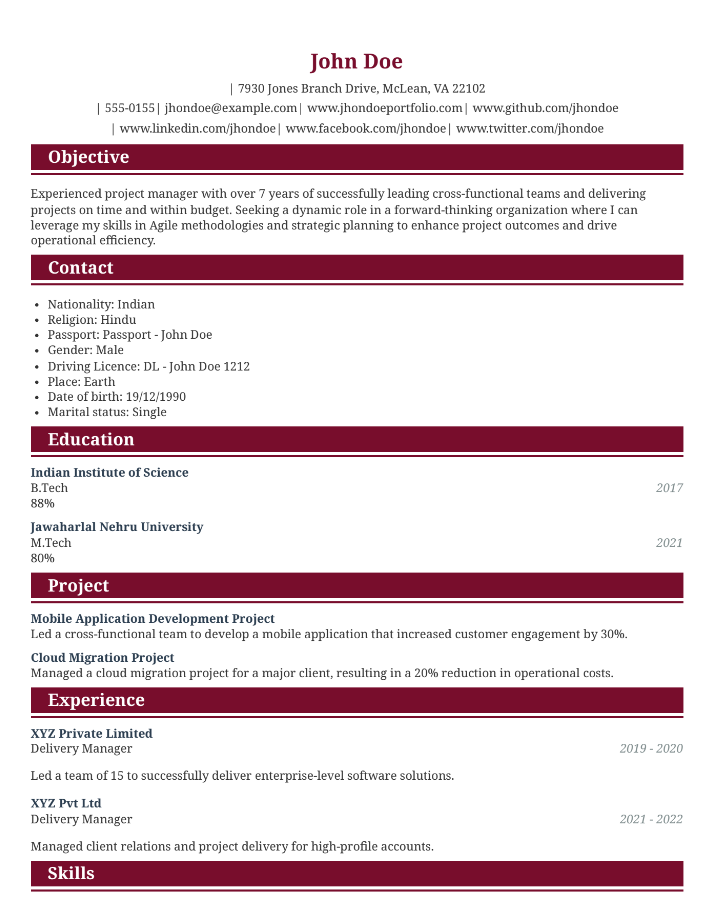 John Doe
| 7930 Jones Branch Drive, McLean, VA 22102
| 555-0155| jhondoe@example.com| www.jhondoeportfolio.com| www.github.com/jhondoe
| www.linkedin.com/jhondoe| www.facebook.com/jhondoe| www.twitter.com/jhondoe
Objective
Experienced project manager with over 7 years of successfully leading cross-functional teams and delivering
projects on time and within budget. Seeking a dynamic role in a forward-thinking organization where I can
leverage my skills in Agile methodologies and strategic planning to enhance project outcomes and drive
operational efficiency.
Contact
• Nationality: Indian
• Religion: Hindu
• Passport: Passport - John Doe
• Gender: Male
• Driving Licence: DL - John Doe 1212
• Place: Earth
• Date of birth: 19/12/1990
• Marital status: Single
Education
Indian Institute of Science
B.Tech 2017
88%
Jawaharlal Nehru University
M.Tech 2021
80%
Project
Mobile Application Development Project
Led a cross-functional team to develop a mobile application that increased customer engagement by 30%.
Cloud Migration Project
Managed a cloud migration project for a major client, resulting in a 20% reduction in operational costs.
Experience
XYZ Private Limited
Delivery Manager 2019 - 2020
Led a team of 15 to successfully deliver enterprise-level software solutions.
XYZ Pvt Ltd
Delivery Manager 2021 - 2022
Managed client relations and project delivery for high-profile accounts.
Skills